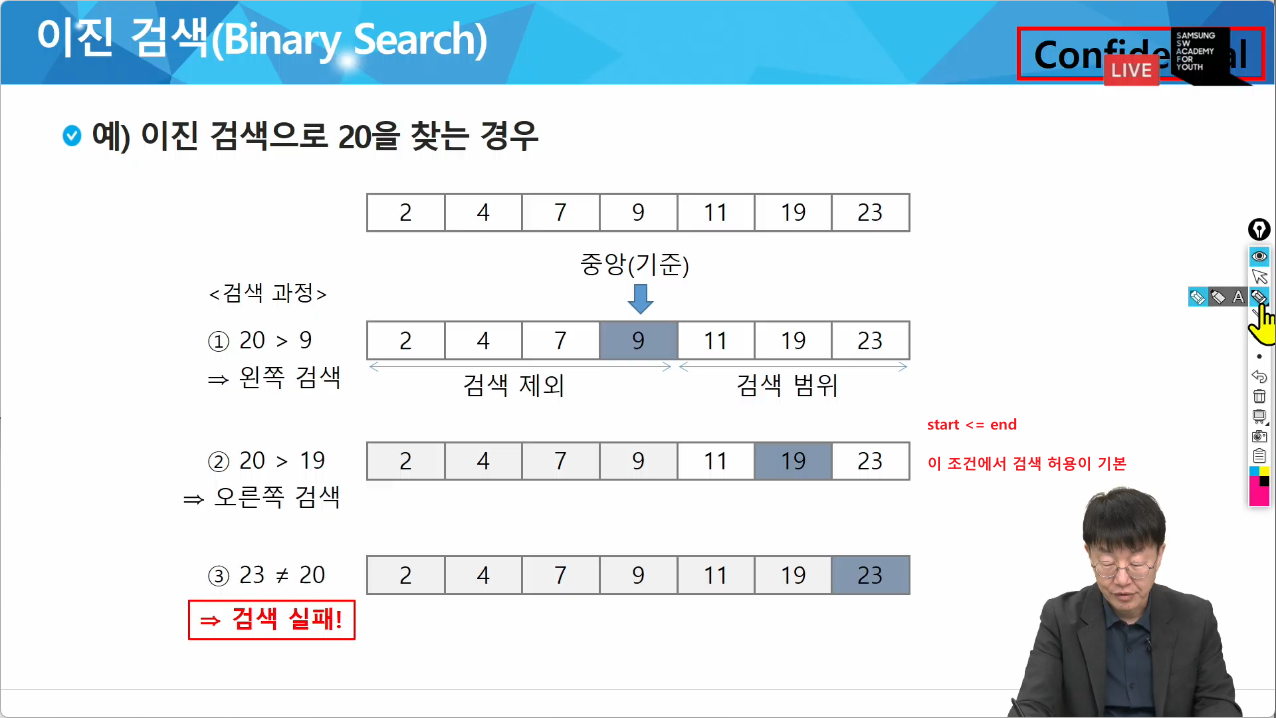 이진 검색(Binary Search)
SAMSUNG
SW
ACADEMY
FOR
YOUTH
LIVE
예) 이진 검색으로 20을 찾는 경우
2 4 7 9 11 19 23
중앙(기준)
<검색 과정>
① 20 > 9
2 4 7 9 11 19 23
⇒ 왼쪽 검색
검색 제외 검색 범위
start <= end
② 20 > 19
2 4 7 9 11 19 23
이 조건에서 검색 허용이 기본
⇒ 오른쪽 검색
③ 23 ≠ 20
2 4 7 9 11 19 23
⇒ 검색 실패!
A